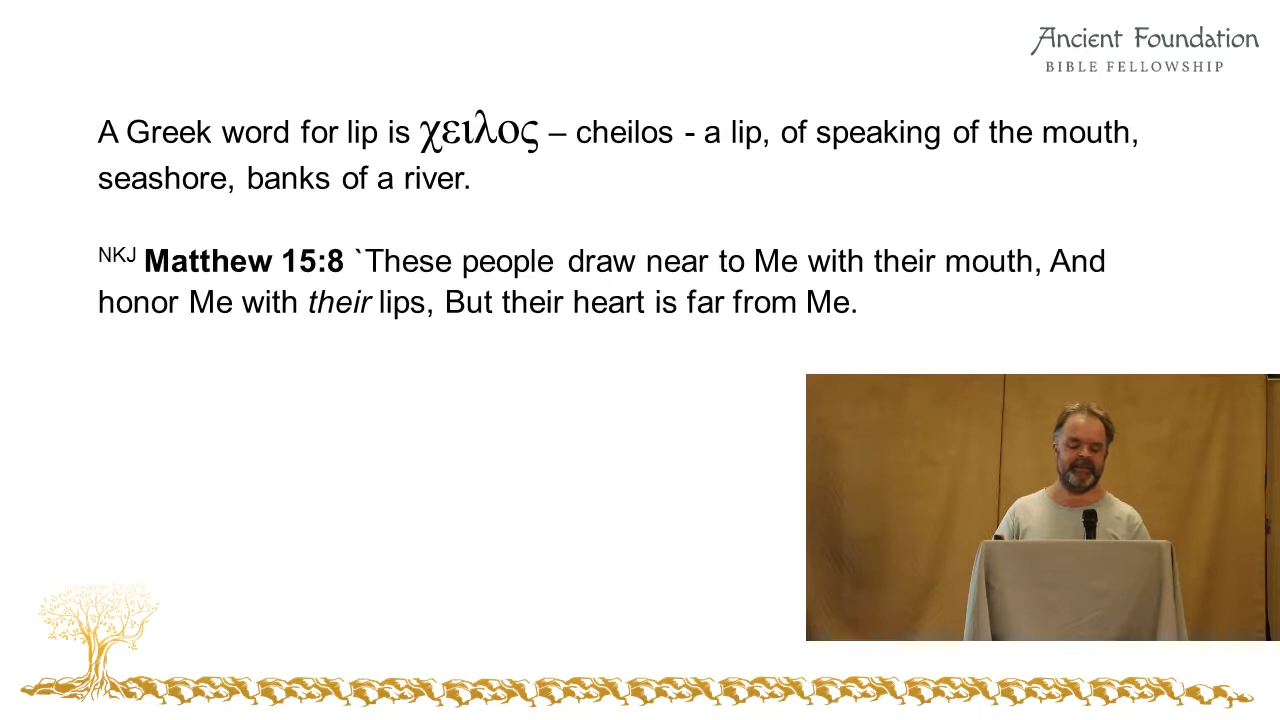 Ancient Foundation
BIBLE FELLOWSHIP
A Greek word for lip is χειλος – cheilos - a lip, of speaking of the mouth,
seashore, banks of a river.
NKJ Matthew 15:8 `These people draw near to Me with their mouth, And
honor Me with their lips, But their heart is far from Me.